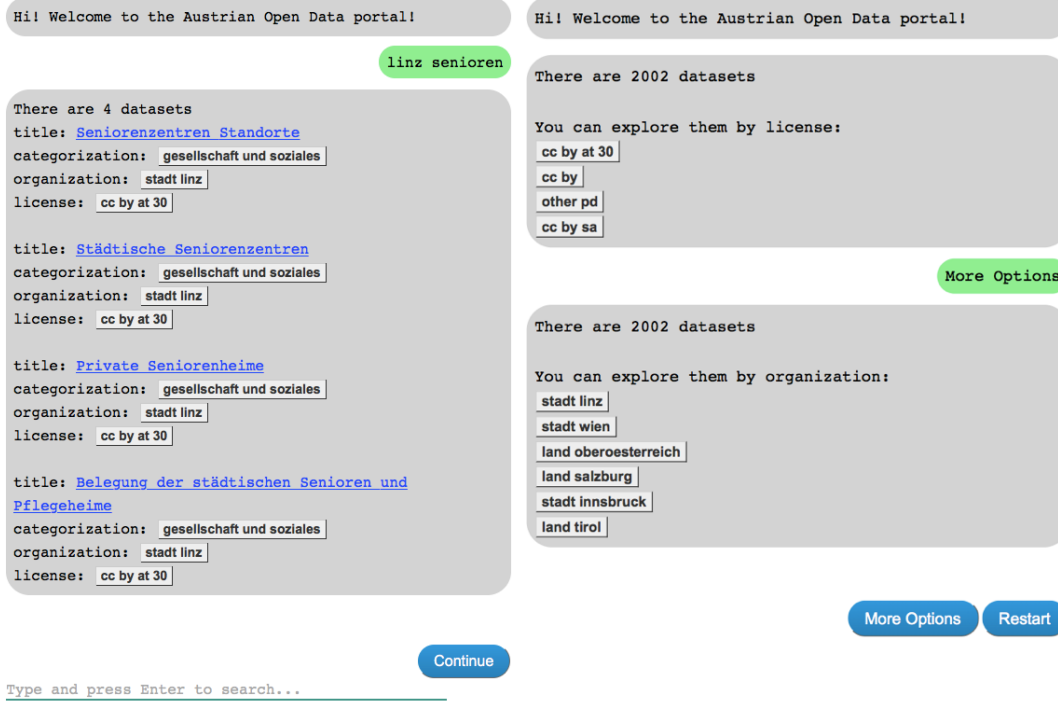 Hi! Welcome to the Austrian Open Data portal!
linz senioren
There are 4 datasets
title: Seniorenzentren Standorte
categorization: gesellschaft und soziales
organization: stadt linz
license: cc by at 30
title: Städtische Seniorenzentren
categorization: gesellschaft und soziales
organization: stadt linz
license: cc by at 30
title: Private Seniorenheime
categorization: gesellschaft und soziales
organization: stadt linz
license: cc by at 30
title: Belegung der städtischen Senioren und
Pflegeheime
categorization: gesellschaft und soziales
organization: stadt linz
license: cc by at 30
Continue
Type and press Enter to search...
Hi! Welcome to the Austrian Open Data portal!
There are 2002 datasets
You can explore them by license:
cc by at 30
cc by
other pd
cc by sa
More Options
There are 2002 datasets
You can explore them by organization:
stadt linz
stadt wien
land oberoesterreich
land salzburg
stadt innsbruck
land tirol
More Options Restart